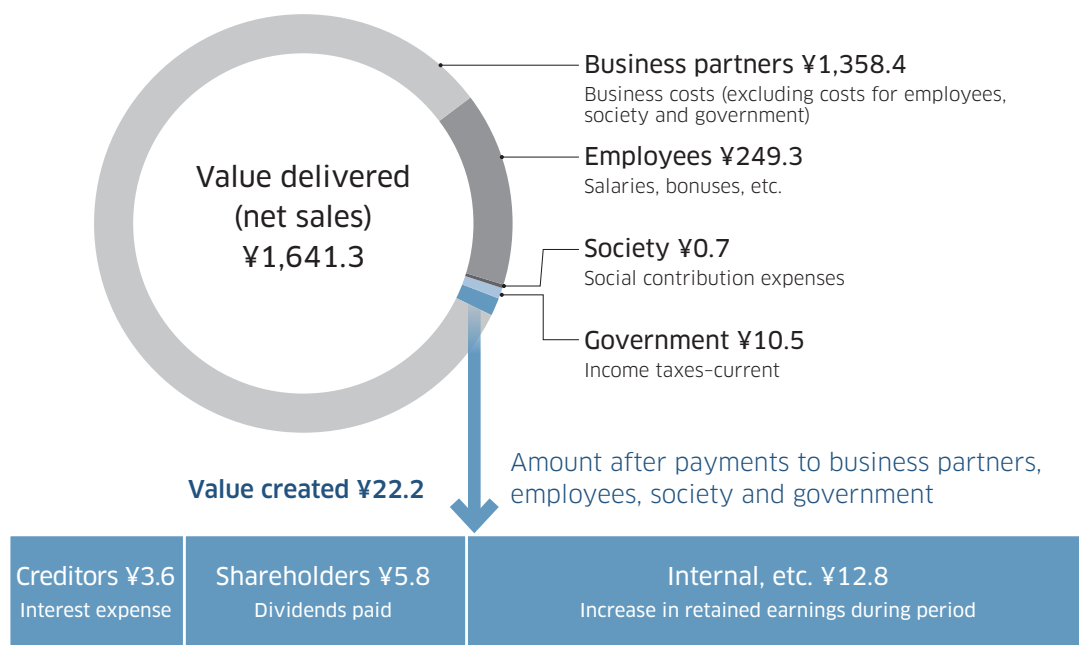 Value delivered
(net sales)
¥1,641.3
Business partners ¥1,358.4
Business costs (excluding costs for employees,
society and government)
Employees ¥249.3
Salaries, bonuses, etc.
Society ¥0.7
Social contribution expenses
Government ¥10.5
Income taxes–current
Value created ¥22.2
Amount after payments to business partners,
employees, society and government
Creditors ¥3.6
Interest expense
Shareholders ¥5.8
Dividends paid
Internal, etc. ¥12.8
Increase in retained earnings during period